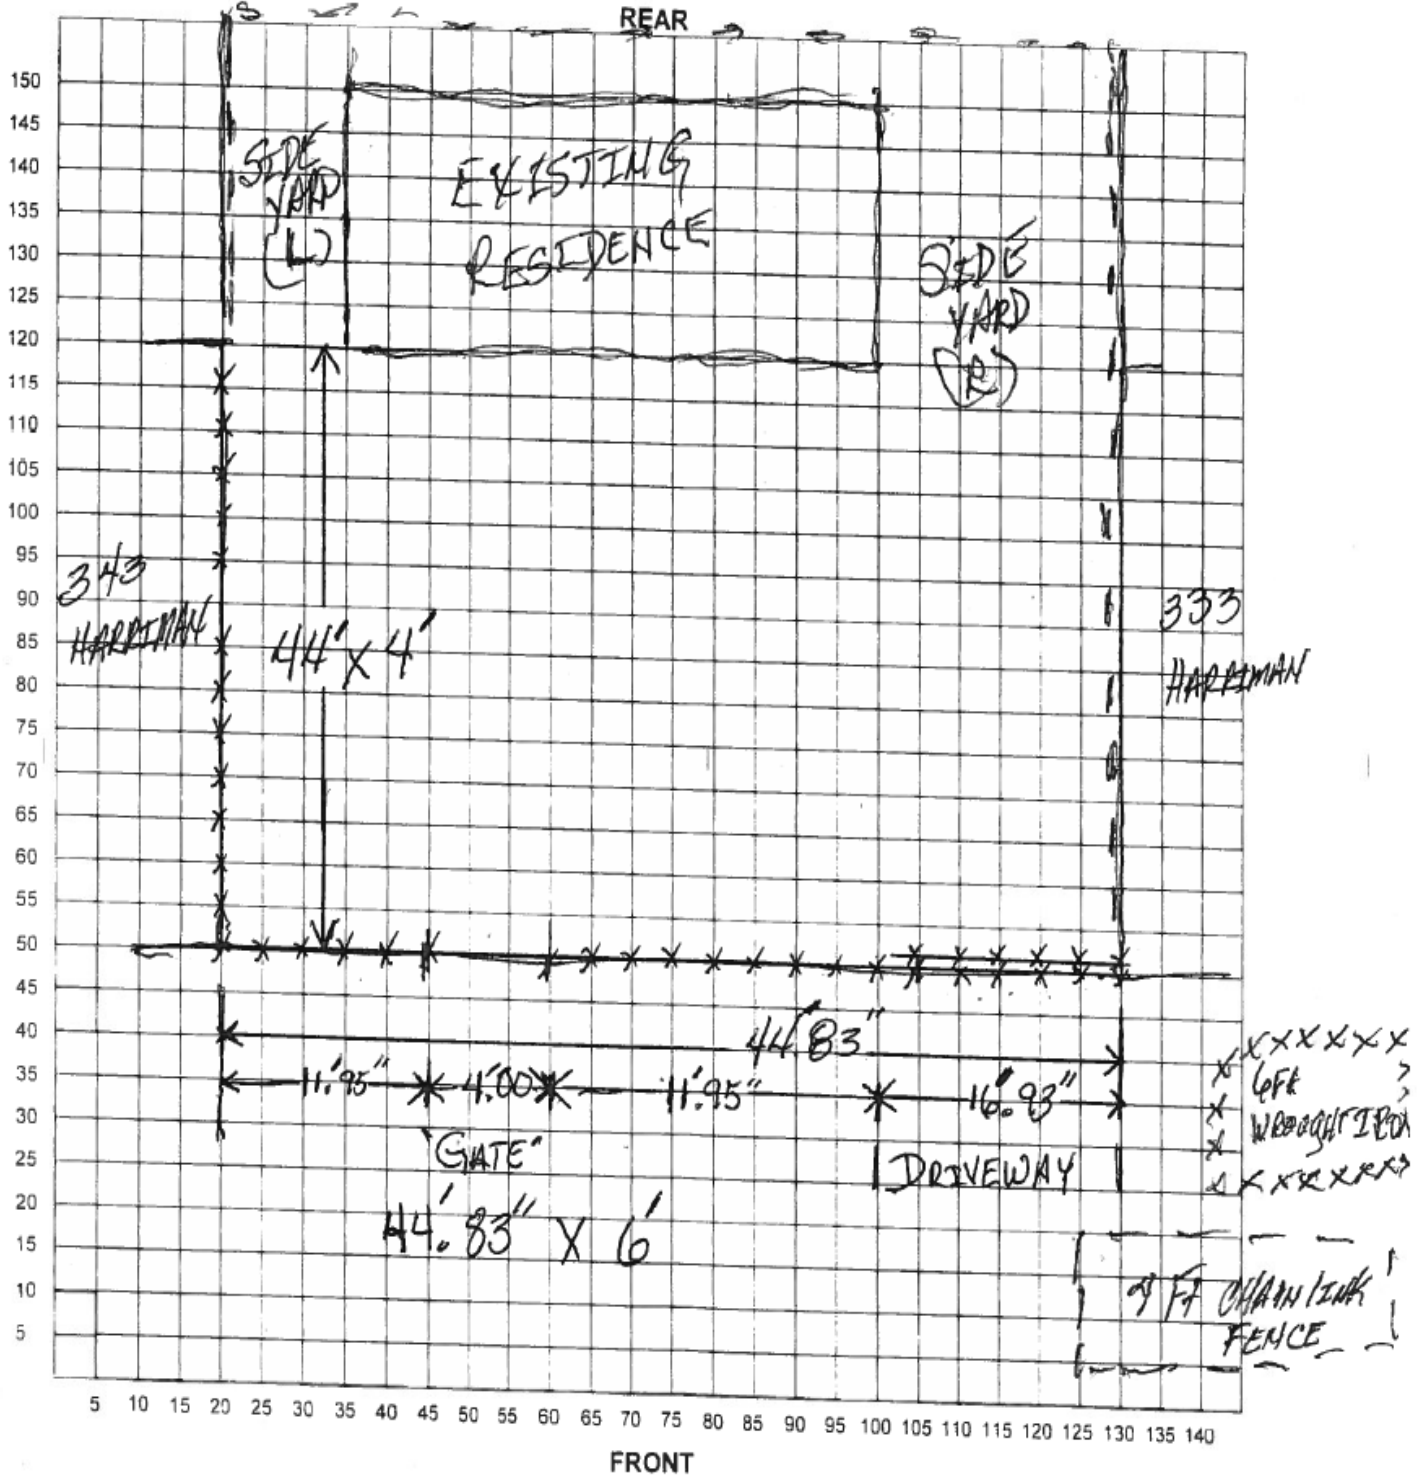 REAR
150
145
140
135
130
125
120
115
110
105
100
95
90
85
80
75
70
65
60
55
50
45
40
35
30
25
20
15
10
5
SIDE
YARD
(L)
EXISTING
RESIDENCE
SIDE
YARD
(R)
343
HARRIMAN
44' X 4'
333
HARRIMAN
44'.83"
11'.95" 4'.00 11'.95" 16'.93"
"GATE"
DRIVEWAY
44'.83" X 6'
X X X X X X X
X 6Ft
X WROUGHT IRON
X
X X X X X X X
4 Ft CHAIN LINK
FENCE
5 10 15 20 25 30 35 40 45 50 55 60 65 70 75 80 85 90 95 100 105 110 115 120 125 130 135 140
FRONT